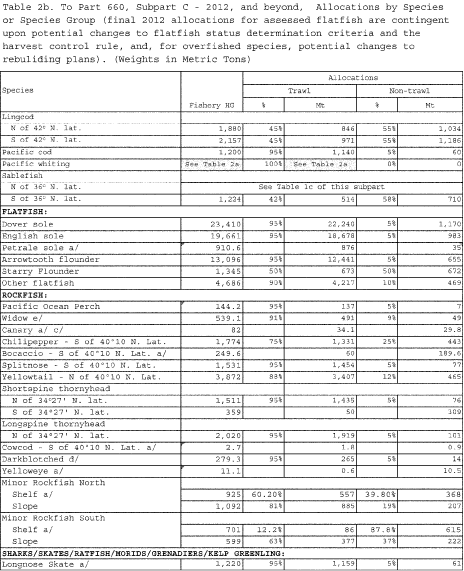 Table 2b. To Part 660, Subpart C - 2012, and beyond, Allocations by Species
or Species Group (final 2012 allocations for assessed flatfish are contingent
upon potential changes to flatfish status determination criteria and the
harvest control rule, and, for overfished species, potential changes to
rebuilding plans). (Weights in Metric Tons)
Allocations
Species Trawl Non-trawl
Fishery HG % Mt % Mt
Lingcod
N of 42° N. lat. 1,880 45% 846 55% 1,034
S of 42° N. lat. 2,157 45% 971 55% 1,186
Pacific cod 1,200 95% 1,140 5% 60
Pacific whiting See Table 2a 100% See Table 2a 0% 0
Sablefish
N of 36° N. lat. See Table 1c of this subpart
S of 36° N. lat. 1,224 42% 514 58% 710
FLATFISH:
Dover sole 23,410 95% 22,240 5% 1,170
English sole 19,661 95% 18,678 5% 983
Petrale sole a/ 910.6 876 35
Arrowtooth flounder 13,096 95% 12,441 5% 655
Starry Flounder 1,345 50% 673 50% 672
Other flatfish 4,686 90% 4,217 10% 469
ROCKFISH:
Pacific Ocean Perch 144.2 95% 137 5% 7
Widow e/ 539.1 91% 491 9% 49
Canary a/ c/ 82 34.1 29.8
Chilipepper - S of 40°10 N. Lat. 1,774 75% 1,331 25% 443
Bocaccio - S of 40°10 N. Lat. a/ 249.6 60 189.6
Splitnose - S of 40°10 N. Lat. 1,531 95% 1,454 5% 77
Yellowtail - N of 40°10 N. Lat. 3,872 88% 3,407 12% 465
Shortspine thornyhead
N of 34°27' N. lat. 1,511 95% 1,435 5% 76
S of 34°27' N. lat. 359 50 309
Longspine thornyhead
N of 34°27' N. lat. 2,020 95% 1,919 5% 101
Cowcod - S of 40°10 N. Lat. a/ 2.7 1.8 0.9
Darkblotched d/ 279.3 95% 265 5% 14
Yelloweye a/ 11.1 0.6 10.5
Minor Rockfish North
Shelf a/ 925 60.20% 557 39.80% 368
Slope 1,092 81% 885 19% 207
Minor Rockfish South
Shelf a/ 701 12.2% 86 87.8% 615
Slope 599 63% 377 37% 222
SHARKS/SKATES/RATFISH/MORIDS/GRENADIERS/KELP GREENLING:
Longnose Skate a/ 1,220 95% 1,159 5% 61